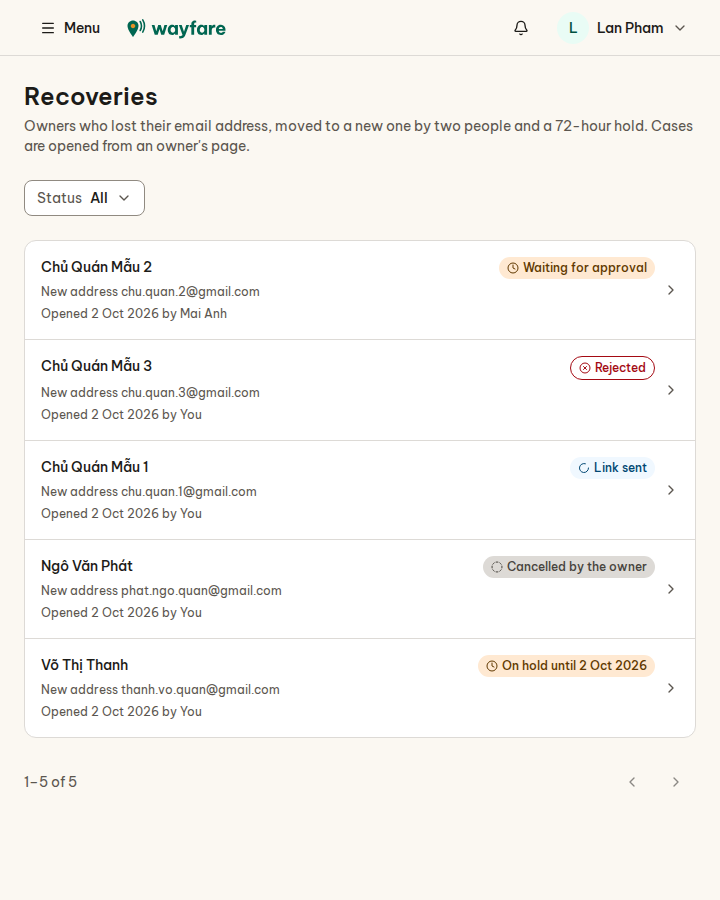 Menu
wayfare
L
Lan Pham
Recoveries
Owners who lost their email address, moved to a new one by two people and a 72-hour hold. Cases
are opened from an owner's page.
Status All
Chủ Quán Mẫu 2
Waiting for approval
New address chu.quan.2@gmail.com
Opened 2 Oct 2026 by Mai Anh
Chủ Quán Mẫu 3
Rejected
New address chu.quan.3@gmail.com
Opened 2 Oct 2026 by You
Chủ Quán Mẫu 1
Link sent
New address chu.quan.1@gmail.com
Opened 2 Oct 2026 by You
Ngô Văn Phát
Cancelled by the owner
New address phat.ngo.quan@gmail.com
Opened 2 Oct 2026 by You
Võ Thị Thanh
On hold until 2 Oct 2026
New address thanh.vo.quan@gmail.com
Opened 2 Oct 2026 by You
1–5 of 5